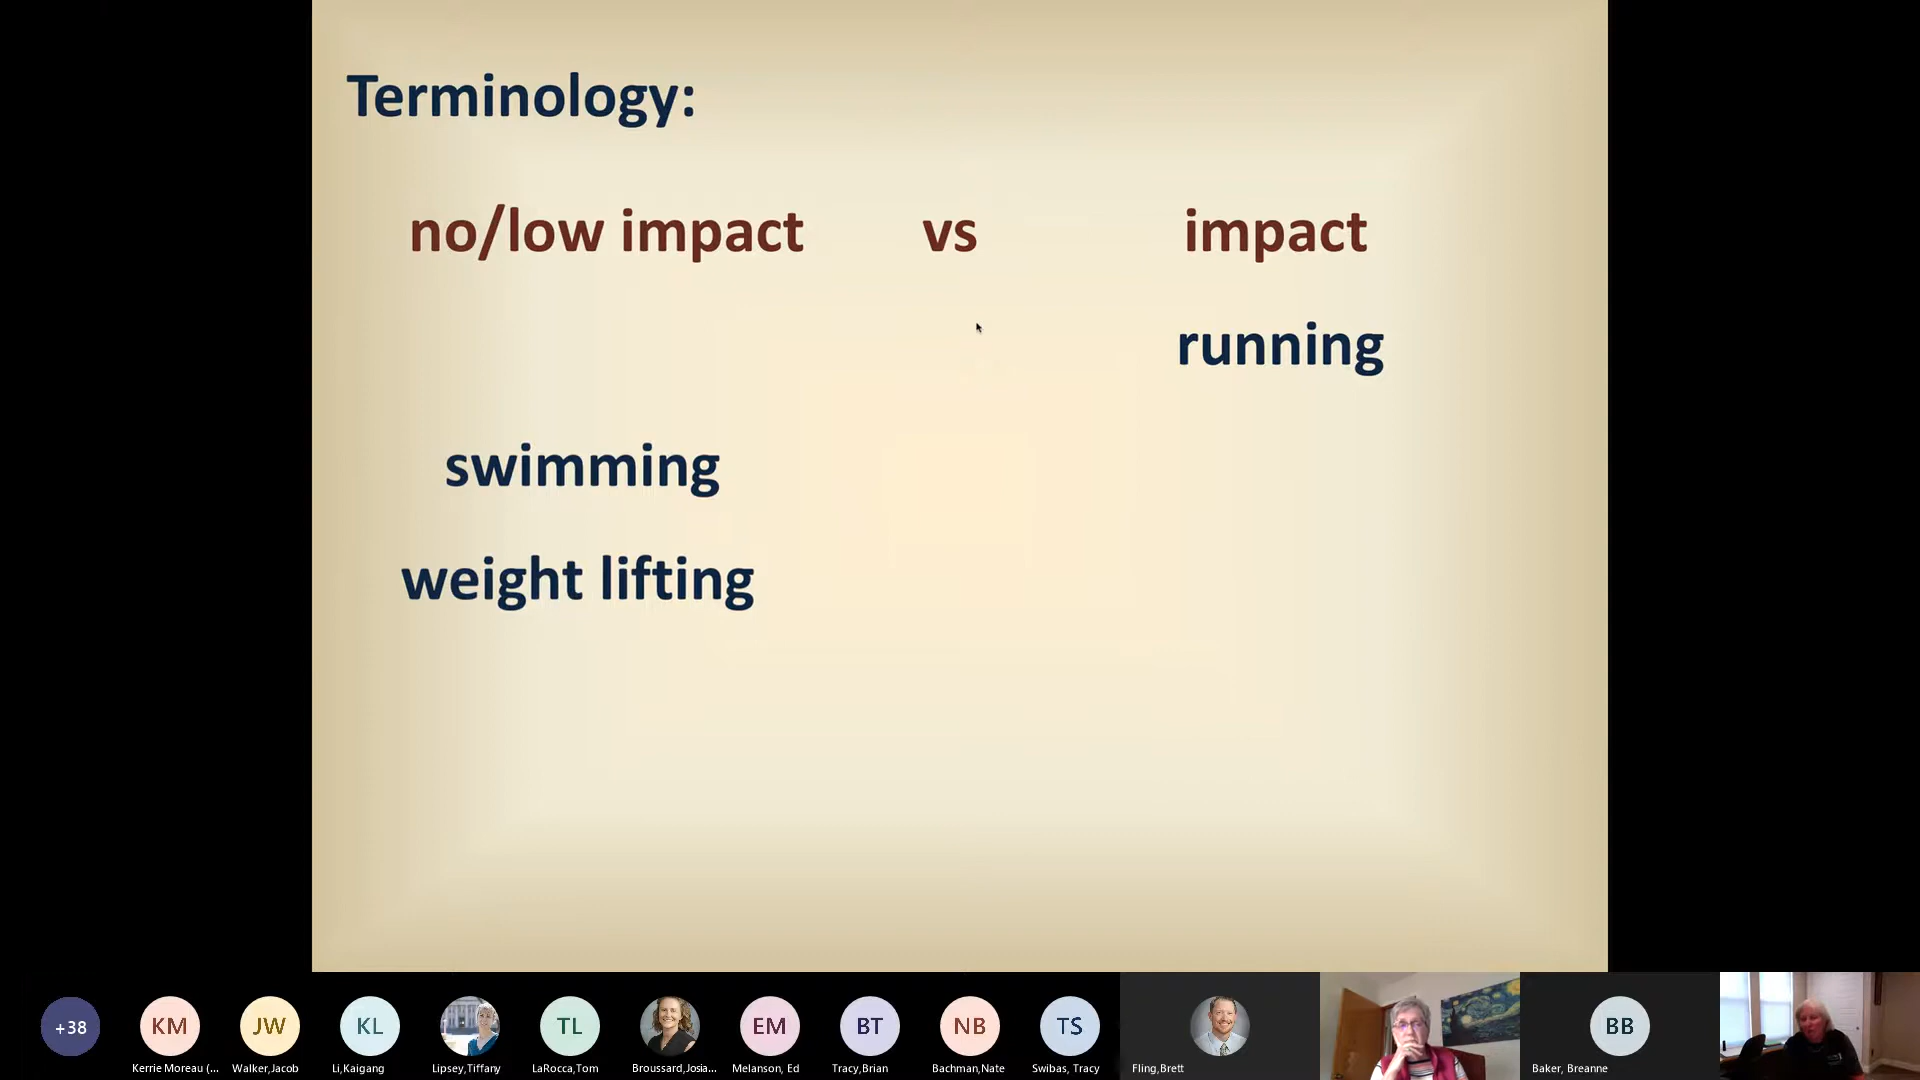 Terminology:
no/low impact vs impact
running
swimming
weight lifting
+38 KM JW KL TL EM BT NB TS BB
Kerrie Moreau (... Walker,Jacob Li,Kaigang Lipsey,Tiffany LaRocca,Tom Broussard,Josia... Melanson, Ed Tracy,Brian Bachman,Nate Swibas, Tracy Fling,Brett Baker, Breanne